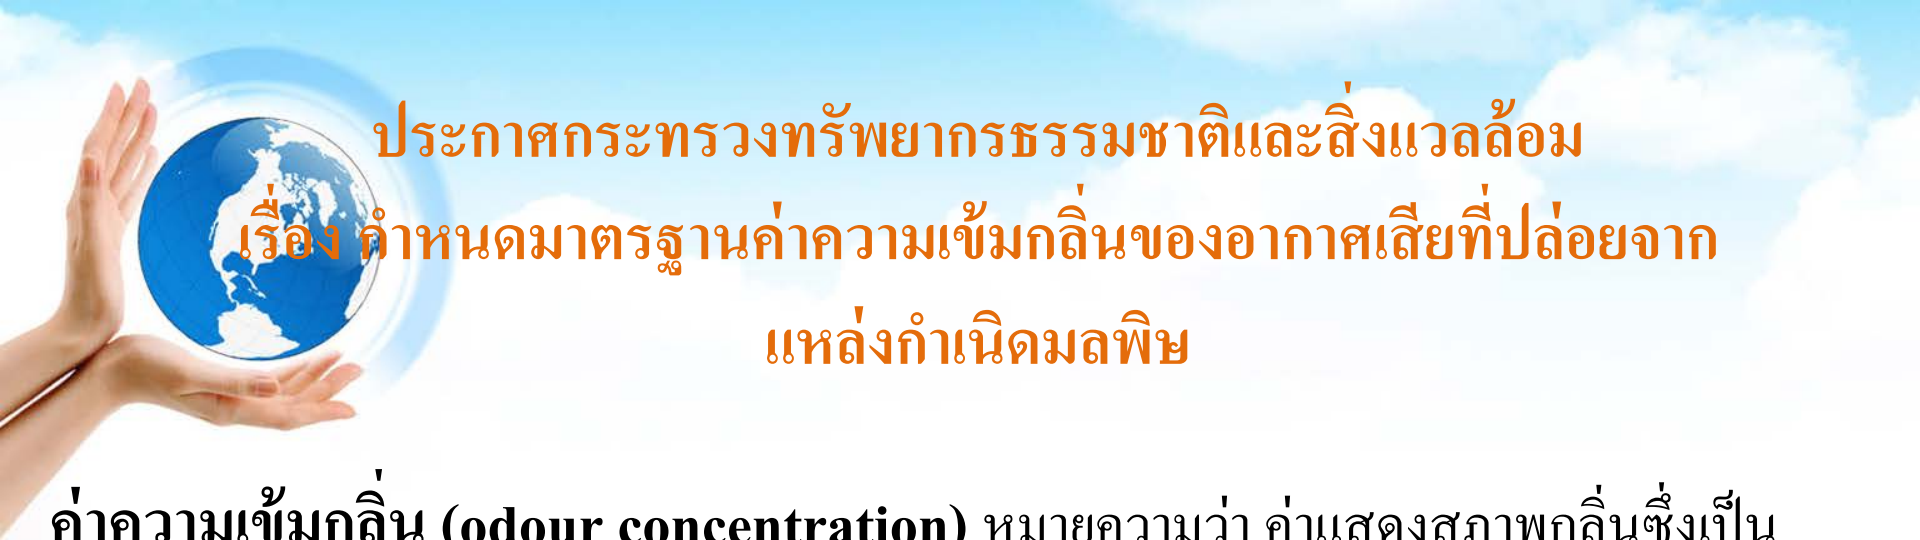 ประกาศกระทรวงทรัพยากรธรรมชาติและสิ่งแวลล้อม
เรื่อง กำหนดมาตรฐานค่าความเข้มกลิ่นของอากาศเสียที่ปล่อยจาก
แหล่งกำเนิดมลพิษ
ค่าความเข้มกลิ่น (odour concentration) หมายความว่า ค่าแสดงสภาพกลิ่นซึ่งเป็น